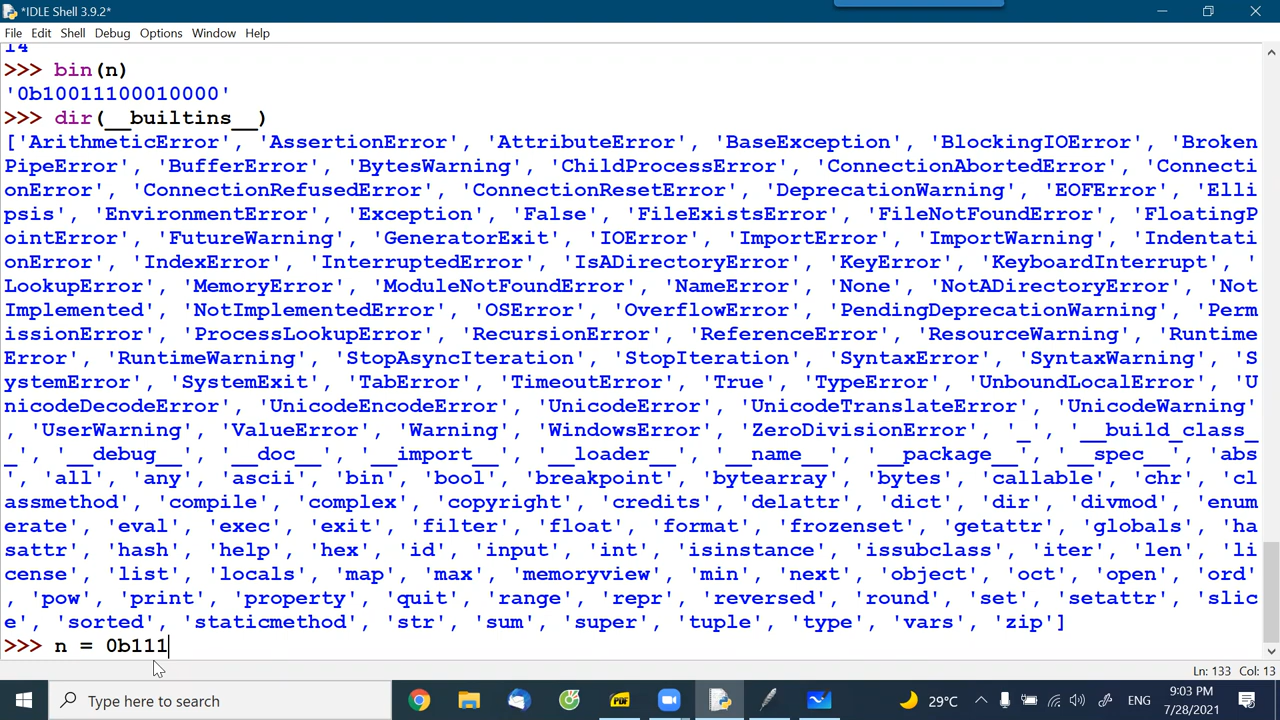 *IDLE Shell 3.9.2*
File Edit Shell Debug Options Window Help
14
>>> bin(n)
'0b10011100010000'
>>> dir(__builtins__)
['ArithmeticError', 'AssertionError', 'AttributeError', 'BaseException', 'BlockingIOError', 'Broken
PipeError', 'BufferError', 'BytesWarning', 'ChildProcessError', 'ConnectionAbortedError', 'Connecti
onError', 'ConnectionRefusedError', 'ConnectionResetError', 'DeprecationWarning', 'EOFError', 'Elli
psis', 'EnvironmentError', 'Exception', 'False', 'FileExistsError', 'FileNotFoundError', 'FloatingP
ointError', 'FutureWarning', 'GeneratorExit', 'IOError', 'ImportError', 'ImportWarning', 'Indentati
onError', 'IndexError', 'InterruptedError', 'IsADirectoryError', 'KeyError', 'KeyboardInterrupt', '
LookupError', 'MemoryError', 'ModuleNotFoundError', 'NameError', 'None', 'NotADirectoryError', 'Not
Implemented', 'NotImplementedError', 'OSError', 'OverflowError', 'PendingDeprecationWarning', 'Perm
issionError', 'ProcessLookupError', 'RecursionError', 'ReferenceError', 'ResourceWarning', 'Runtime
Error', 'RuntimeWarning', 'StopAsyncIteration', 'StopIteration', 'SyntaxError', 'SyntaxWarning', 'S
ystemError', 'SystemExit', 'TabError', 'TimeoutError', 'True', 'TypeError', 'UnboundLocalError', 'U
nicodeDecodeError', 'UnicodeEncodeError', 'UnicodeError', 'UnicodeTranslateError', 'UnicodeWarning'
, 'UserWarning', 'ValueError', 'Warning', 'WindowsError', 'ZeroDivisionError', '_', '__build_class_
_', '__debug__', '__doc__', '__import__', '__loader__', '__name__', '__package__', '__spec__', 'abs
', 'all', 'any', 'ascii', 'bin', 'bool', 'breakpoint', 'bytearray', 'bytes', 'callable', 'chr', 'cl
assmethod', 'compile', 'complex', 'copyright', 'credits', 'delattr', 'dict', 'dir', 'divmod', 'enum
erate', 'eval', 'exec', 'exit', 'filter', 'float', 'format', 'frozenset', 'getattr', 'globals', 'ha
sattr', 'hash', 'help', 'hex', 'id', 'input', 'int', 'isinstance', 'issubclass', 'iter', 'len', 'li
cense', 'list', 'locals', 'map', 'max', 'memoryview', 'min', 'next', 'object', 'oct', 'open', 'ord'
, 'pow', 'print', 'property', 'quit', 'range', 'repr', 'reversed', 'round', 'set', 'setattr', 'slic
e', 'sorted', 'staticmethod', 'str', 'sum', 'super', 'tuple', 'type', 'vars', 'zip']
>>> n = 0b111
Ln: 133 Col: 13
Type here to search
PDF
29°C
ENG
9:03 PM
7/28/2021